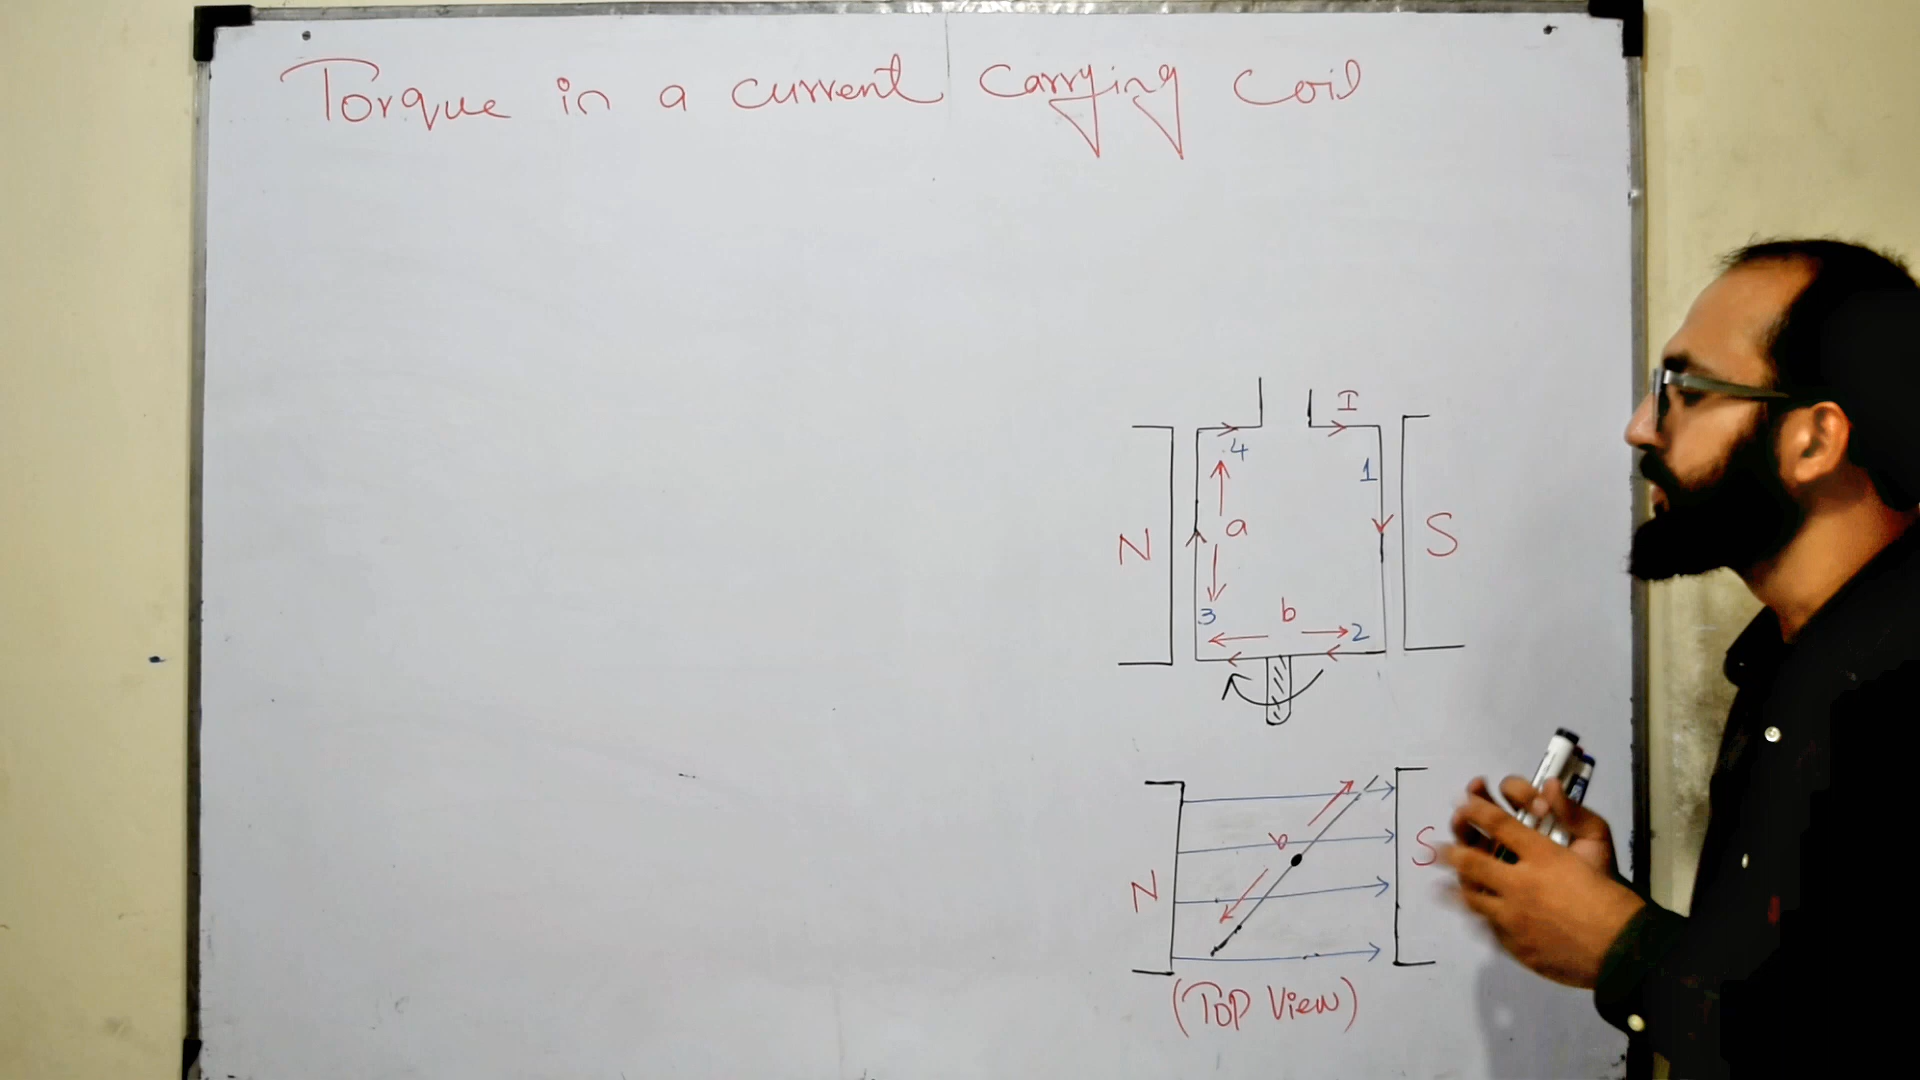 Torque in a current carrying coil
I
4
1
N
a
S
3
b
2
b
S
N
(Top View)